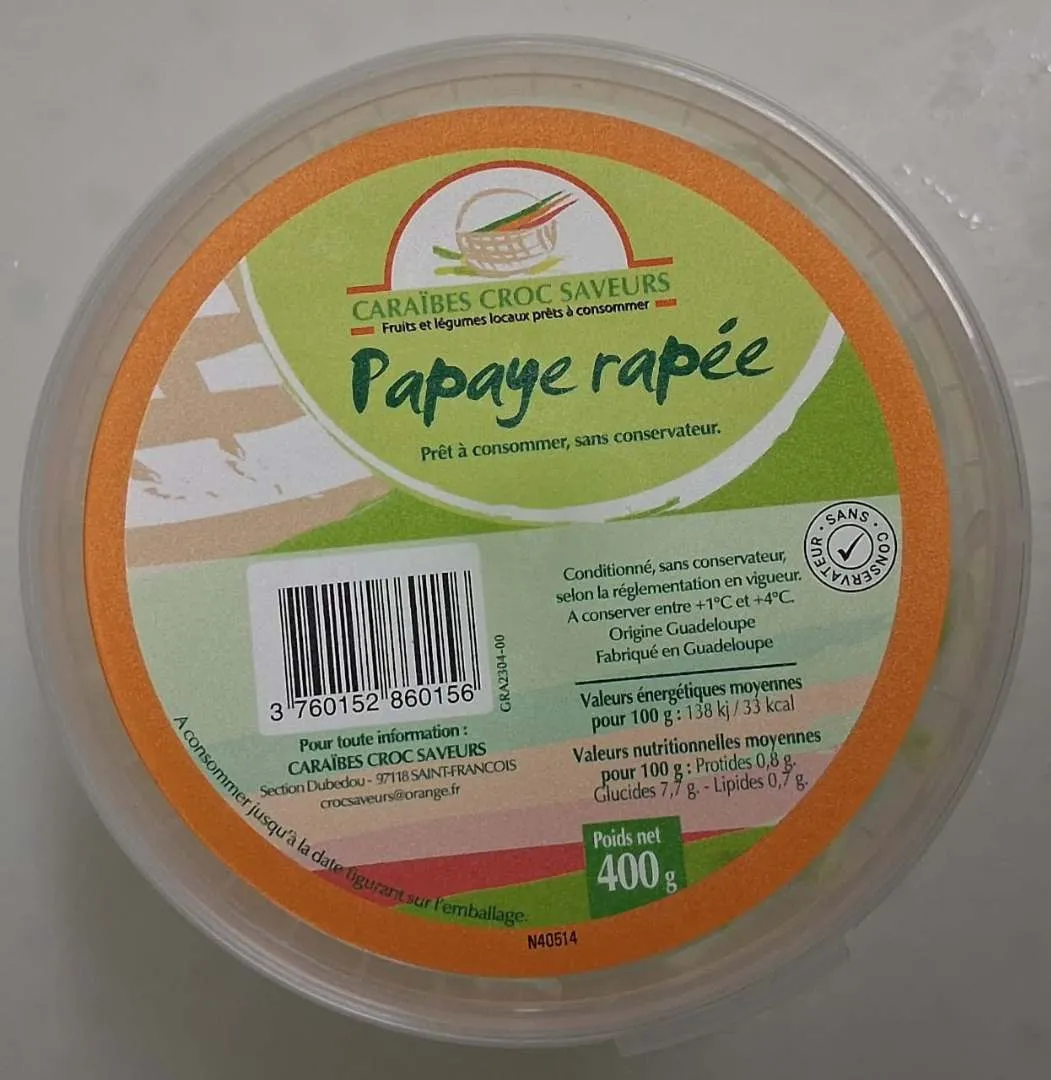 CARAÏBES CROC SAVEURS
Fruits et légumes locaux prêts à consommer
Papaye rapée
Prêt à consommer, sans conservateur.
SANS CONSERVATEUR
Conditionné, sans conservateur,
selon la réglementation en vigueur.
A conserver entre +1°C et +4°C.
Origine Guadeloupe
Fabriqué en Guadeloupe
3 760152 860156
GRA2304-00
Valeurs énergétiques moyennes
pour 100 g : 138 kj / 33 kcal
Valeurs nutritionnelles moyennes
pour 100 g : Protides 0,8 g.
Glucides 7,7 g. - Lipides 0,7 g.
Pour toute information :
CARAÏBES CROC SAVEURS
Section Dubedou - 97118 SAINT-FRANCOIS
crocsaveurs@orange.fr
A consommer jusqu'à la date figurant sur l'emballage.
Poids net
400 g
N40514